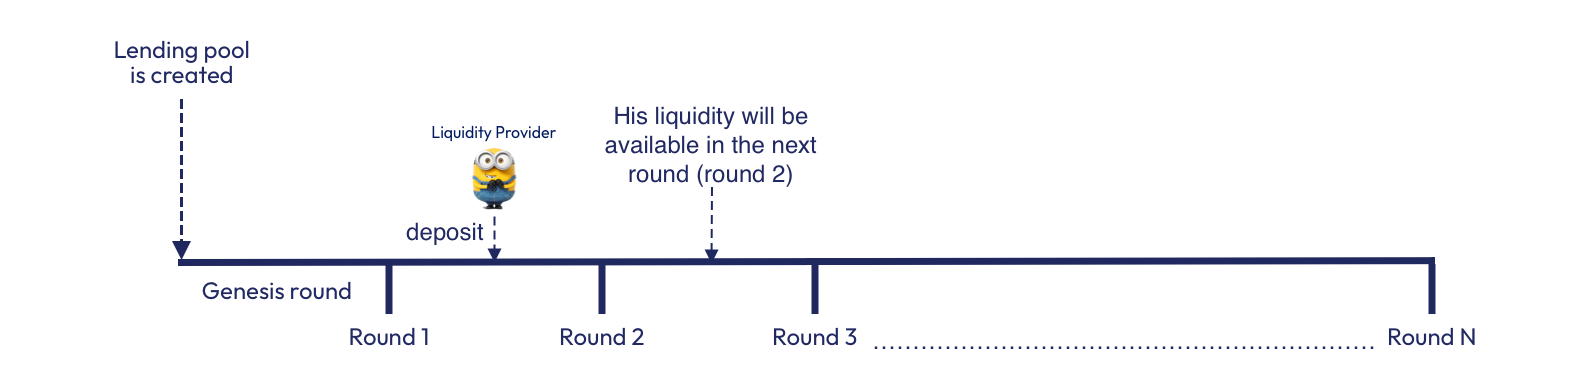 Lending pool
is created
Liquidity Provider
His liquidity will be
available in the next
round (round 2)
deposit
Genesis round
Round 1
Round 2
Round 3
Round N